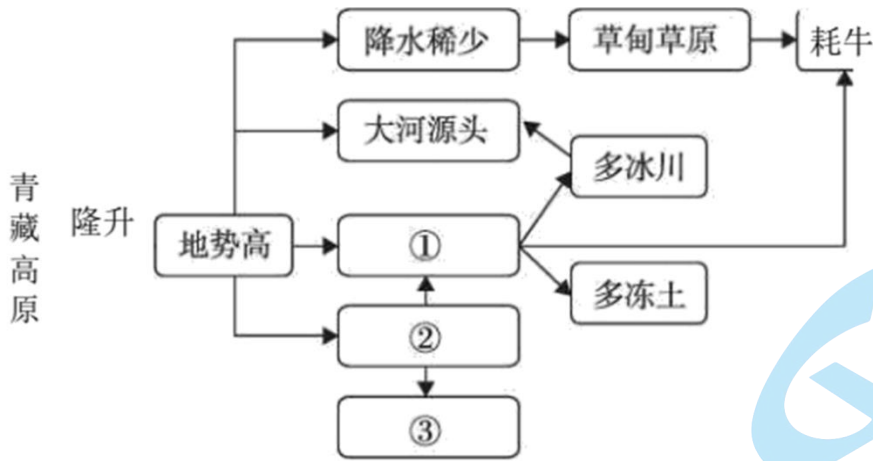 降水稀少
草甸草原
耗牛
大河源头
多冰川
青藏高原
隆升
地势高
①
多冻土
②
③